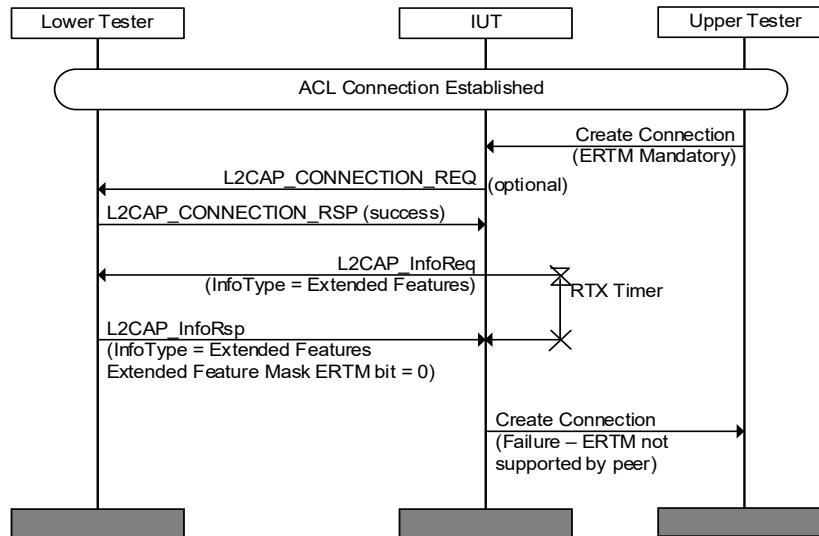 Lower Tester
IUT
Upper Tester
ACL Connection Established
Create Connection
(ERTM Mandatory)
L2CAP_CONNECTION_REQ
(optional)
L2CAP_CONNECTION_RSP (success)
L2CAP_InfoReq
(InfoType = Extended Features)
RTX Timer
L2CAP_InfoRsp
(InfoType = Extended Features
Extended Feature Mask ERTM bit = 0)
Create Connection
(Failure – ERTM not
supported by peer)